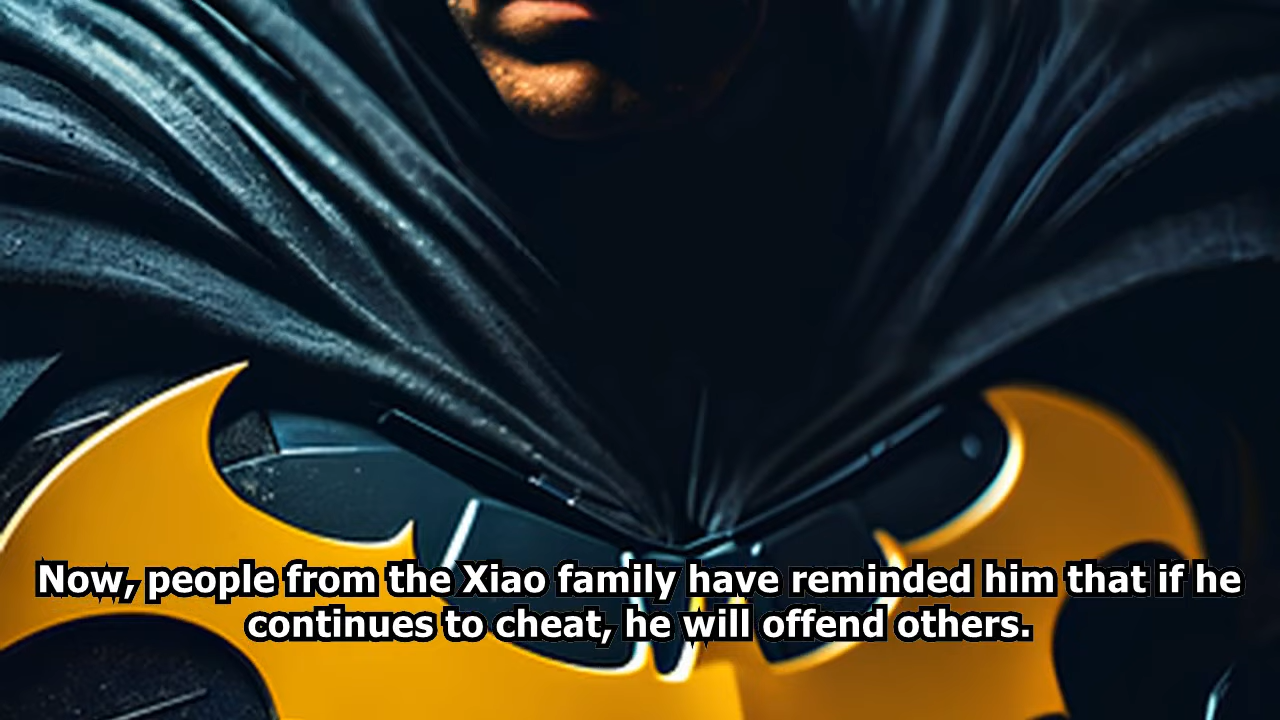 Now, people from the Xiao family have reminded him that if he
continues to cheat, he will offend others.